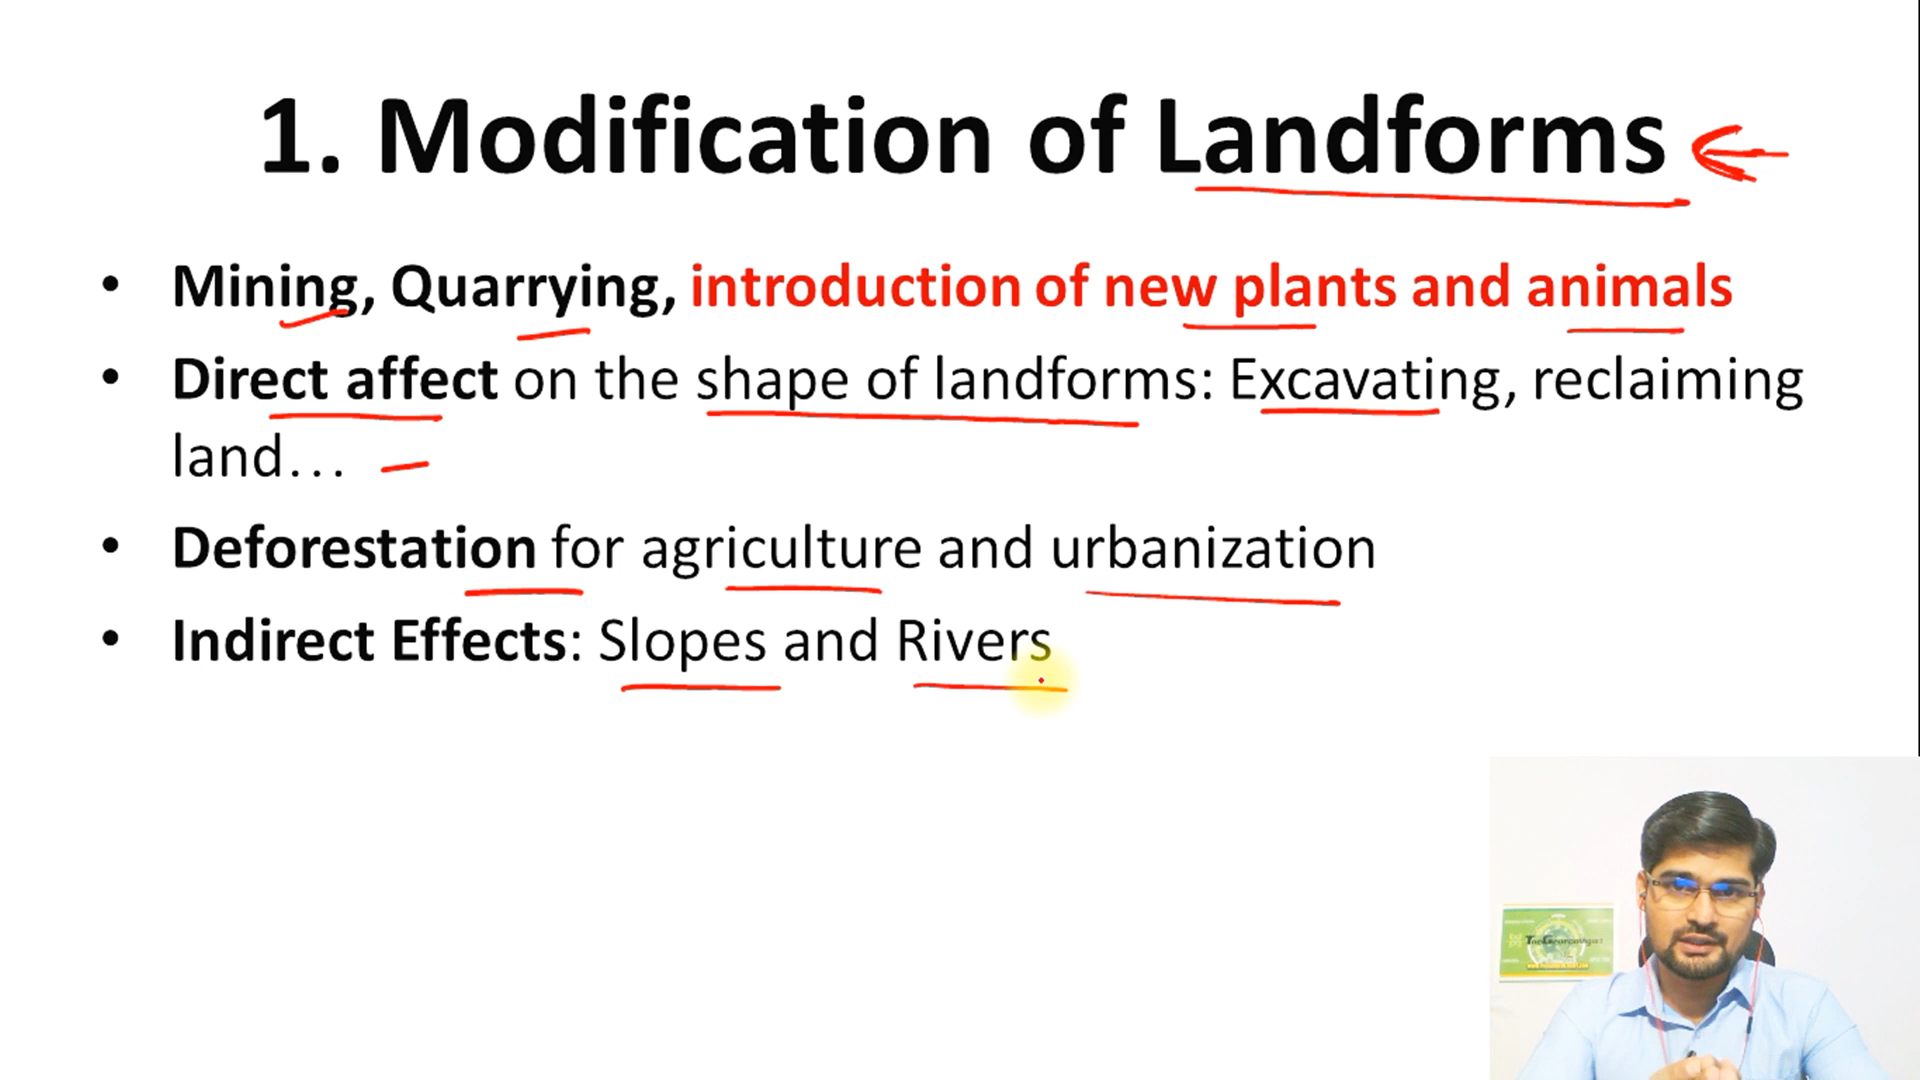 1. Modification of Landforms
• Mining, Quarrying, introduction of new plants and animals
• Direct affect on the shape of landforms: Excavating, reclaiming
land...
• Deforestation for agriculture and urbanization
• Indirect Effects: Slopes and Rivers